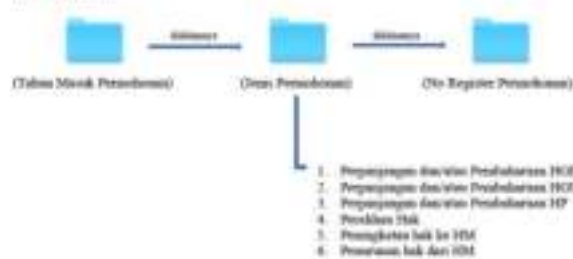 didalamnya didalamnya
(Tahun Masuk Permohonan) (Jenis Permohonan) (No Register Permohonan)
1. Perpanjangan dan/atau Pembaharuan HGB
2. Perpanjangan dan/atau Pembaharuan HGU
3. Perpanjangan dan/atau Pembaharuan HP
4. Peralihan Hak
5. Peningkatan hak ke HM
6. Penurunan hak dari HM